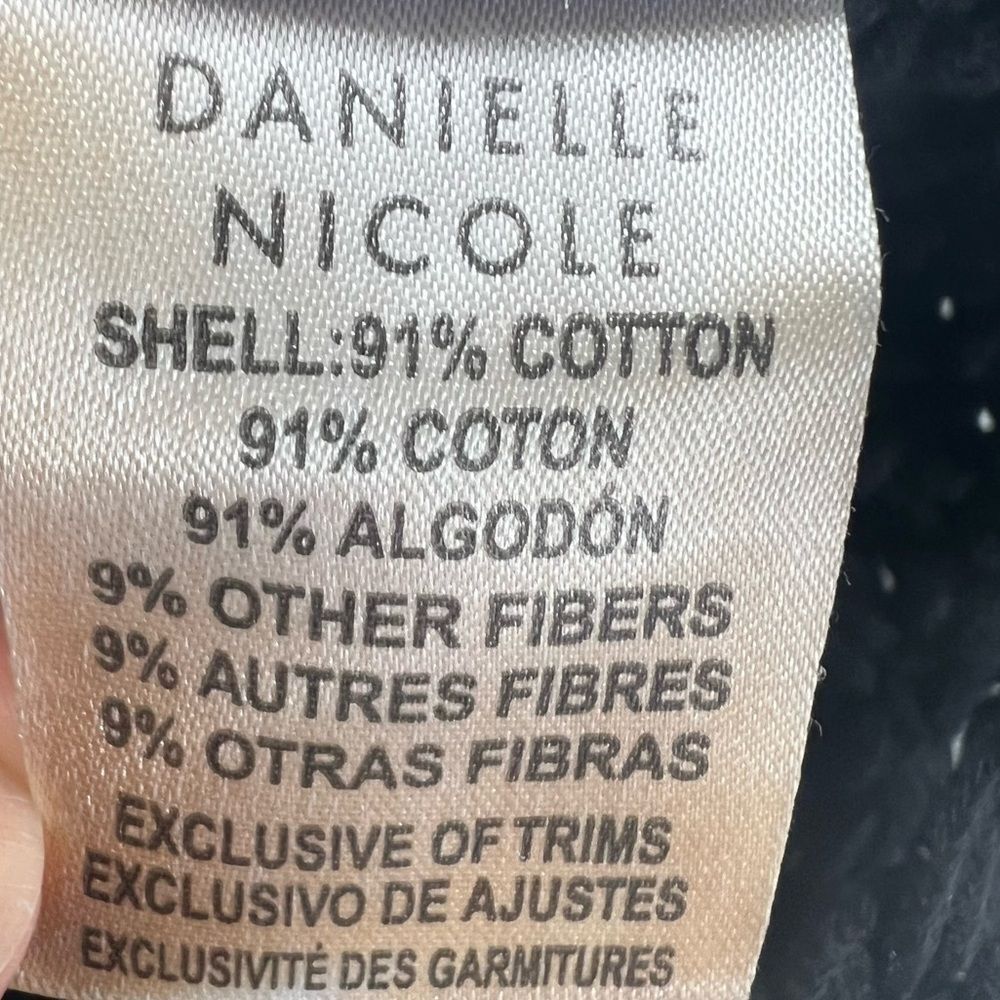 DANIELLE
NICOLE
SHELL:91% COTTON
91% COTON
91% ALGODÓN
9% OTHER FIBERS
9% AUTRES FIBRES
9% OTRAS FIBRAS
EXCLUSIVE OF TRIMS
EXCLUSIVO DE AJUSTES
EXCLUSIVITÉ DES GARMITURES